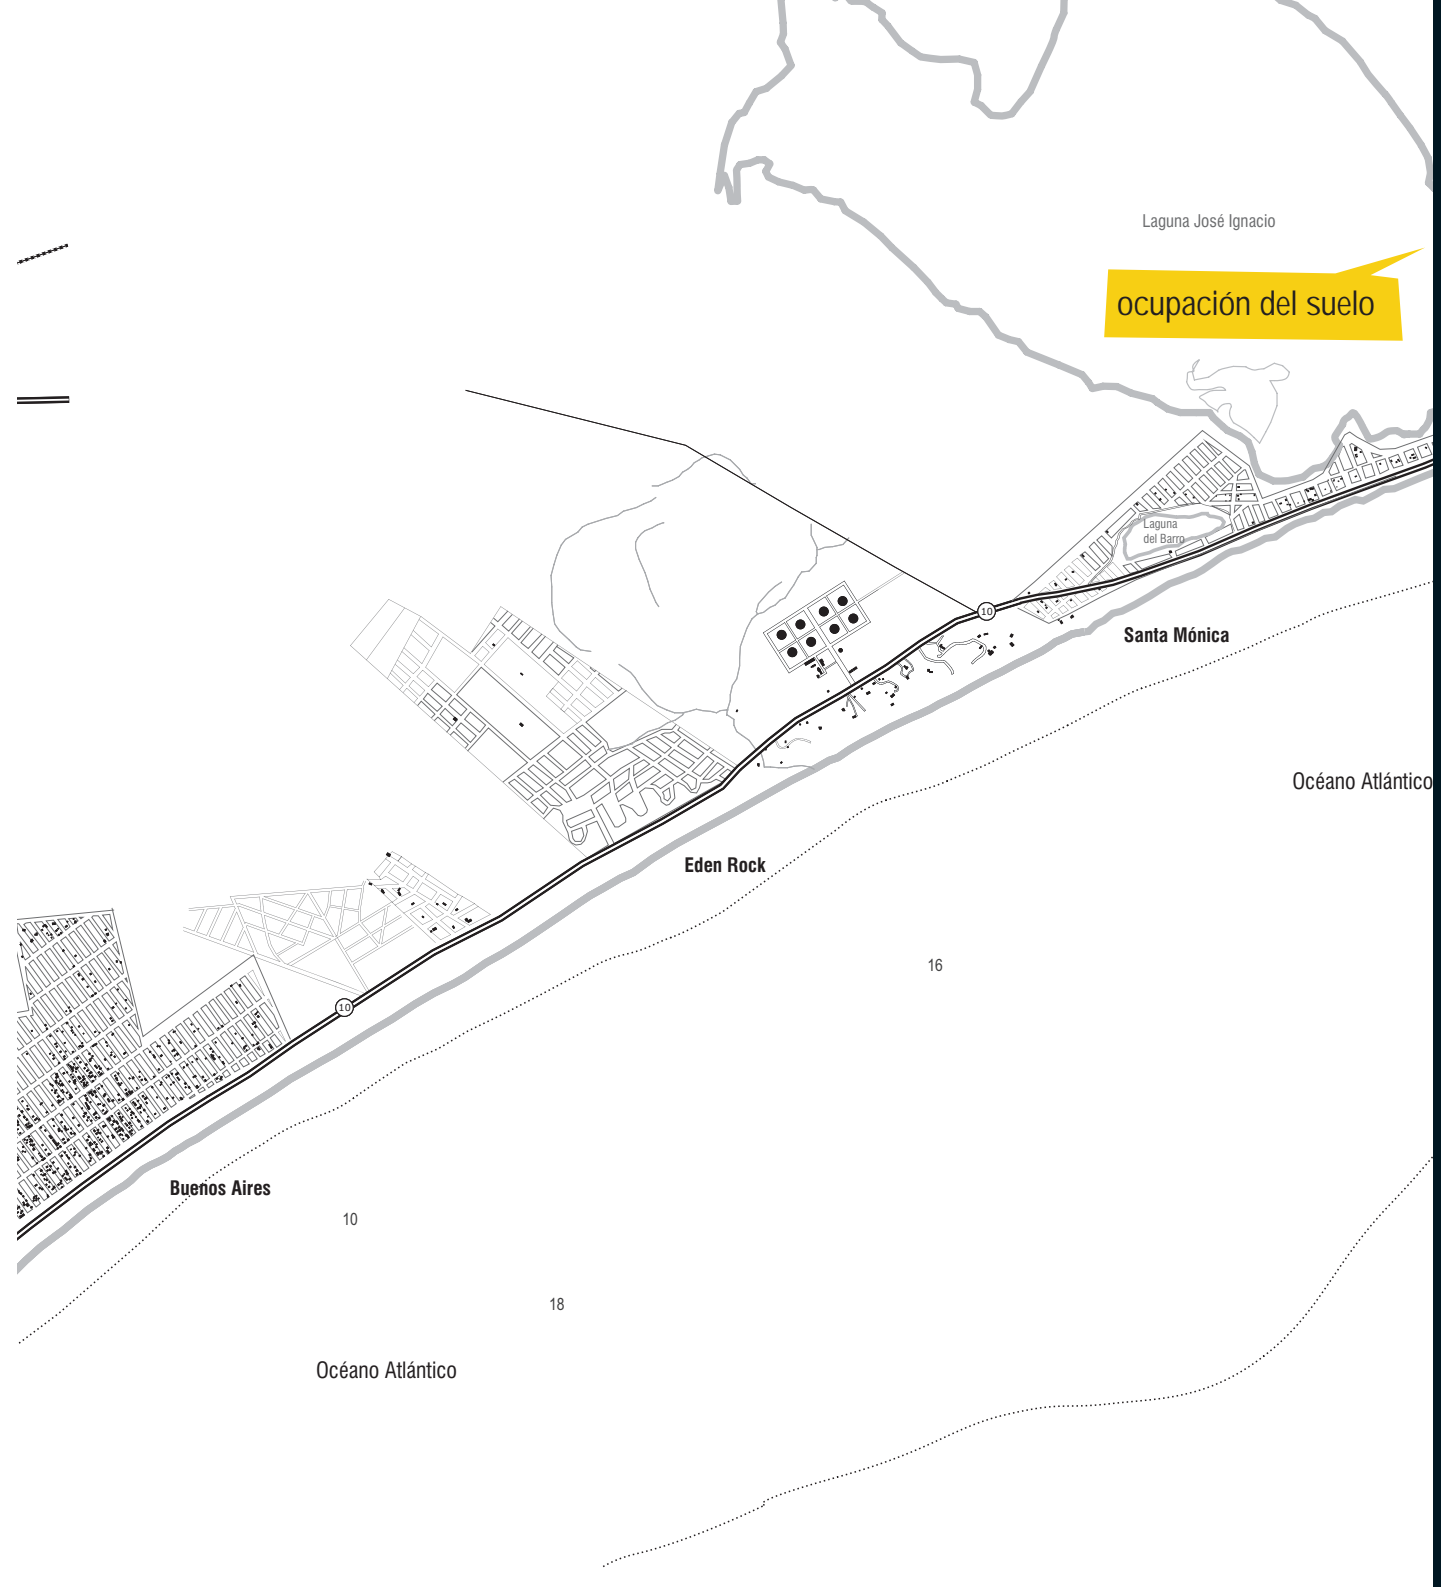 Laguna José Ignacio
ocupación del suelo
Laguna
del Barro
10
Santa Mónica
Océano Atlántico
Eden Rock
16
10
Buenos Aires
10
18
Océano Atlántico